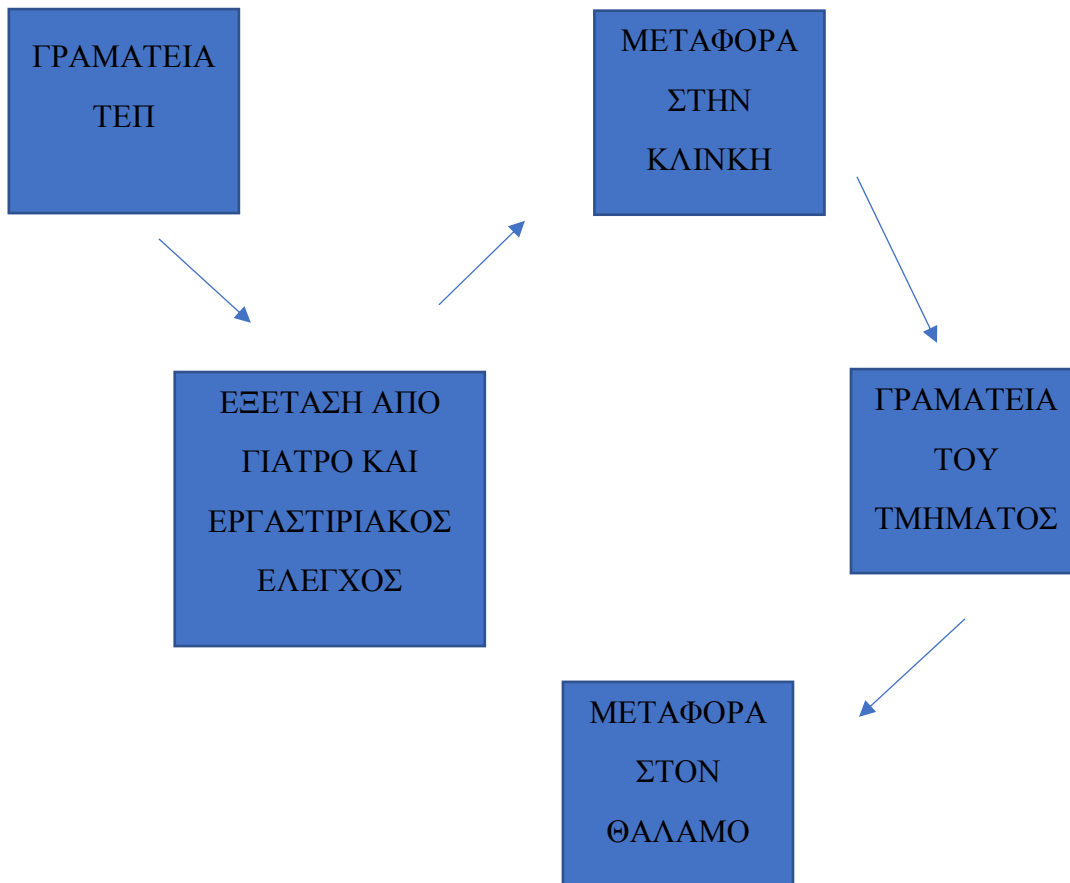 ΓΡΑΜΑΤΕΙΑ
ΤΕΠ
ΕΞΕΤΑΣΗ ΑΠΟ
ΓΙΑΤΡΟ ΚΑΙ
ΕΡΓΑΣΤΙΡΙΑΚΟΣ
ΕΛΕΓΧΟΣ
ΜΕΤΑΦΟΡΑ
ΣΤΗΝ
ΚΛΙΝΚΗ
ΓΡΑΜΑΤΕΙΑ
ΤΟΥ
ΤΜΗΜΑΤΟΣ
ΜΕΤΑΦΟΡΑ
ΣΤΟΝ
ΘΑΛΑΜΟ